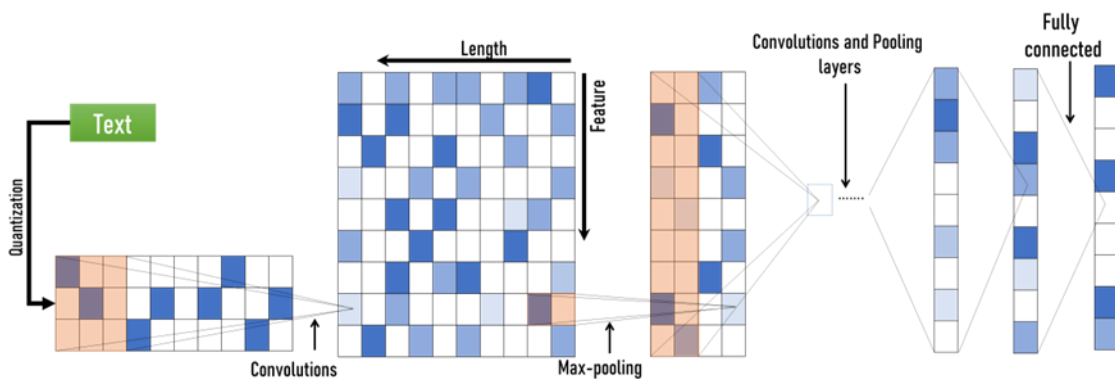 Text
Quantization
Convolutions
Length
Feature
Max-pooling
Convolutions and Pooling
layers
.......
Fully
connected